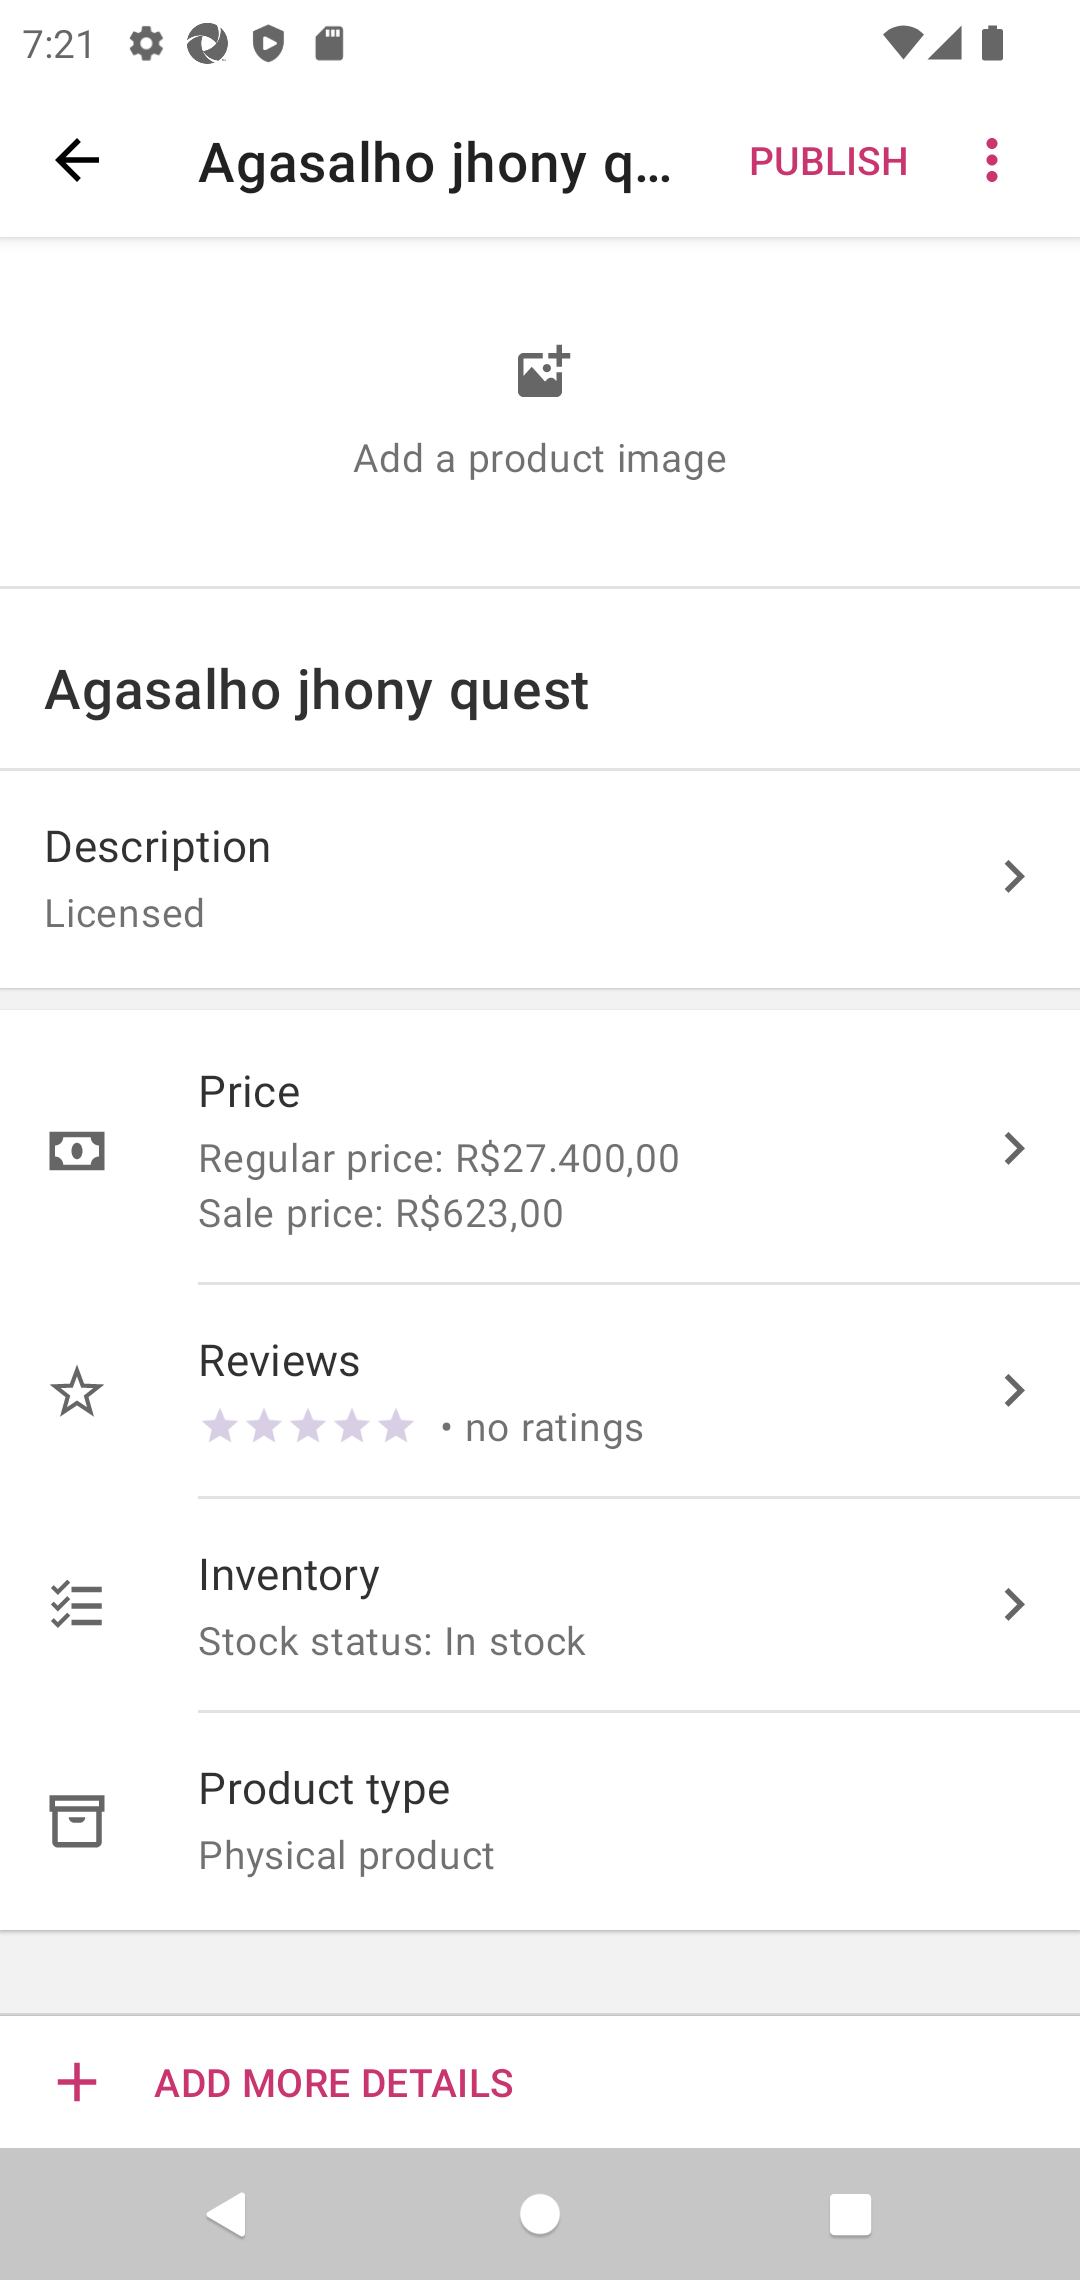 7:21
Agasalho jhony q...
PUBLISH
Add a product image
Agasalho jhony quest
Description
Licensed
Price
Regular price: R$27.400,00
Sale price: R$623,00
Reviews
• no ratings
Inventory
Stock status: In stock
Product type
Physical product
ADD MORE DETAILS